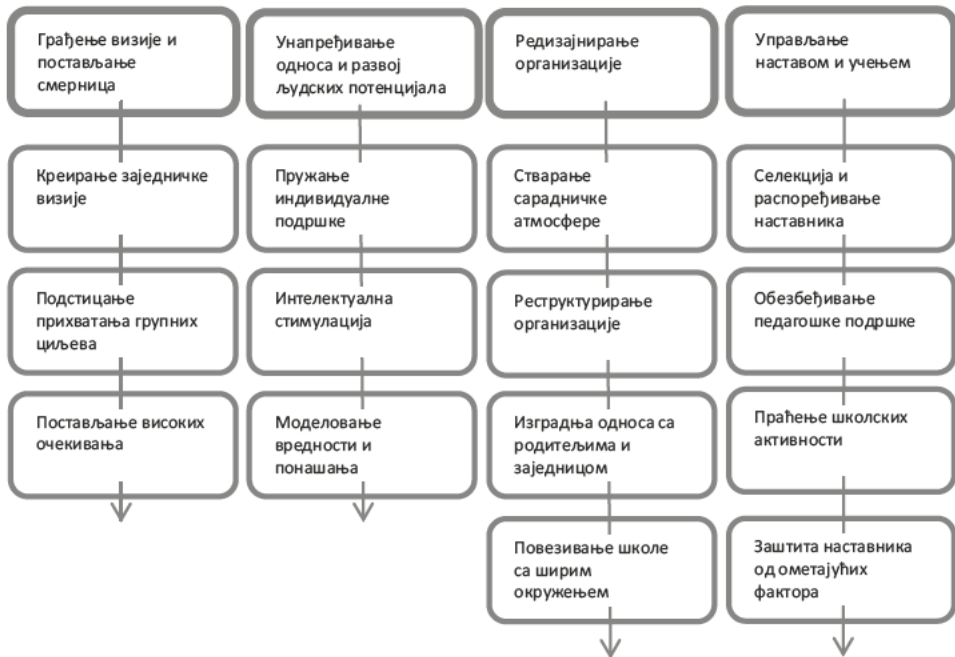 Грађење визије и
постављање
смерница
Креирање заједничке
визије
Подстицање
прихватања групних
циљева
Постављање високих
очекивања
Унапређивање
односа и развој
људских потенцијала
Пружање
индивидуалне
подршке
Интелектуална
стимулација
Моделовање
вредности и
понашања
Редизајнирање
организације
Стварање
сарадничке
атмосфере
Реструктурирање
организације
Изградња односа са
родитељима и
заједницом
Повезивање школе
са ширим
окружењем
Управљање
наставом и учењем
Селекција и
распоређивање
наставника
Обезбеђивање
педагошке подршке
Праћење школских
активности
Заштита наставника
од ометајућих
фактора